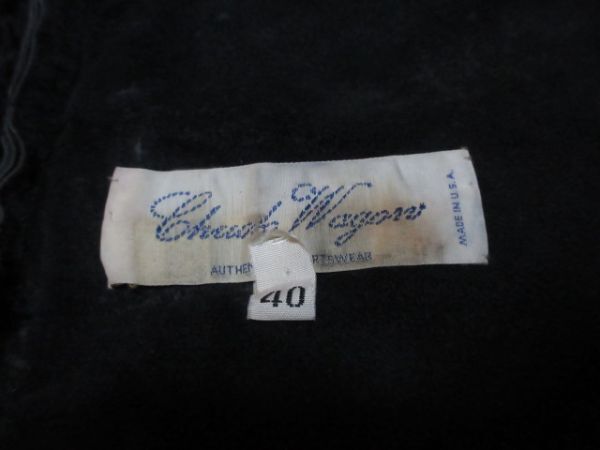 Chuck Wagon
MADE IN U.S.A.
AUTHEN RTSWEAR
40